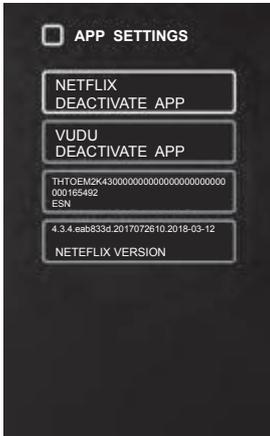 APP SETTINGS
NETFLIX
DEACTIVATE APP
VUDU
DEACTIVATE APP
THTOEM2K43000000000000000000000
000165492
ESN
4.3.4.eab833d.2017072610.2018-03-12
NETEFLIX VERSION